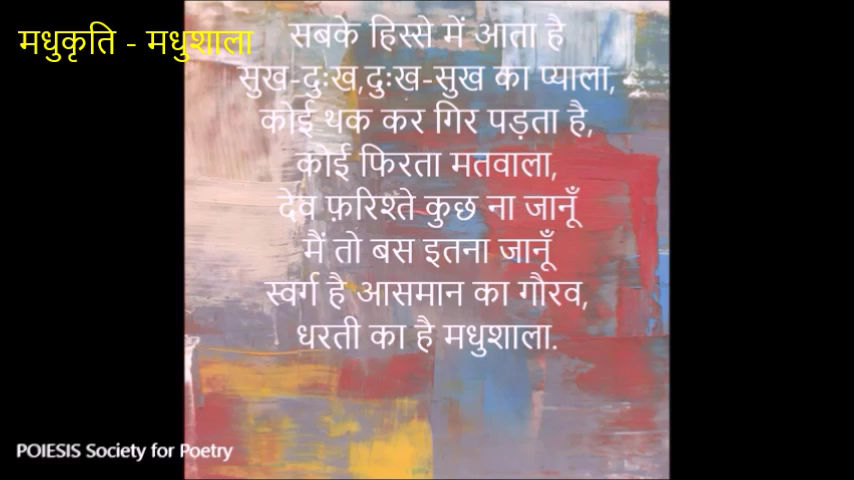 मधुकृति - मधुशाला
सबके हिस्से में आता है
सुख-दुःख,दुःख-सुख का प्याला,
कोई थक कर गिर पड़ता है,
कोई फिरता मतवाला,
देव फ़रिश्ते कुछ ना जानूँ
मैं तो बस इतना जानूँ
स्वर्ग है आसमान का गौरव,
धरती का है मधुशाला.
POIESIS Society for Poetry